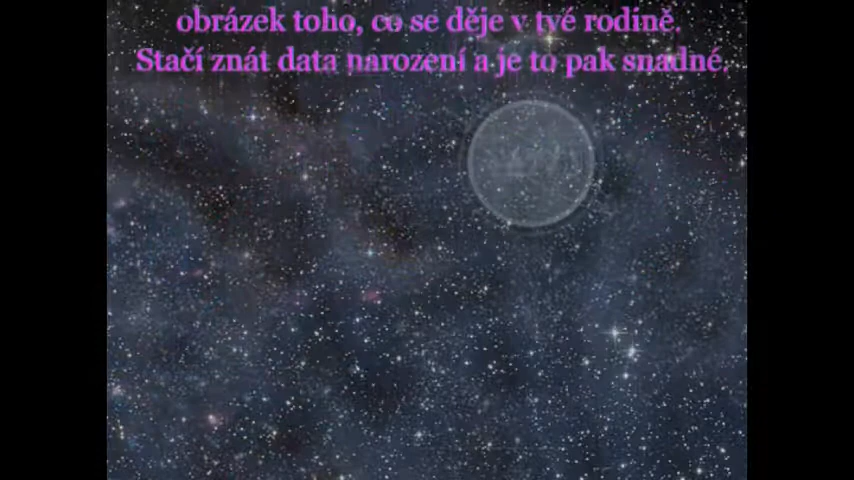 obrázek toho, co se děje v tvé rodině.
Stačí znát data narození a je to pak snadné.